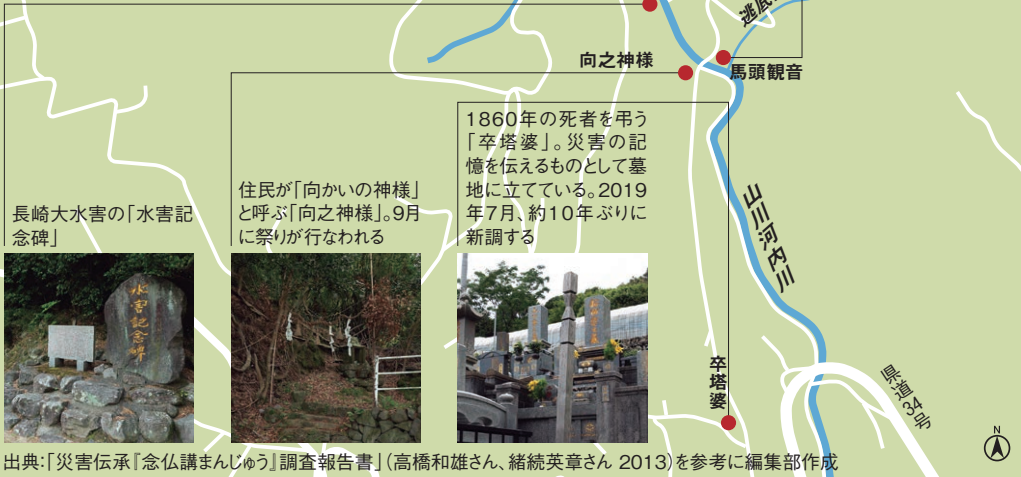 逃底
向之神様
馬頭観音
1860年の死者を弔う
「卒塔婆」。災害の記
憶を伝えるものとして墓
地に立てている。2019
年7月、約10年ぶりに
新調する
住民が「向かいの神様」
と呼ぶ「向之神様」。9月
に祭りが行なわれる
長崎大水害の「水害記
念碑」
水害記念碑
山川河内川
卒塔婆
県道34号
N
出典:「災害伝承『念仏講まんじゅう』調査報告書」(高橋和雄さん、緒続英章さん 2013)を参考に編集部作成